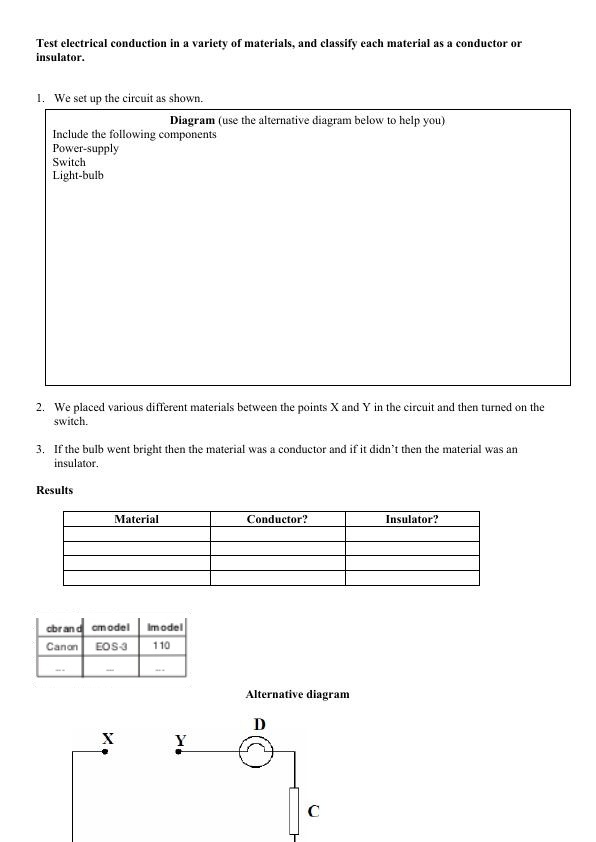 Test electrical conduction in a variety of materials, and classify each material as a conductor or
insulator.
1. We set up the circuit as shown.
Diagram (use the alternative diagram below to help you)
Include the following components
Power-supply
Switch
Light-bulb
2. We placed various different materials between the points X and Y in the circuit and then turned on the
switch.
3. If the bulb went bright then the material was a conductor and if it didn’t then the material was an
insulator.
Results
Material Conductor? Insulator?
cbrand cmodel lmodel
Canon EOS-3 110
... ... ...
Alternative diagram
D
X Y
C